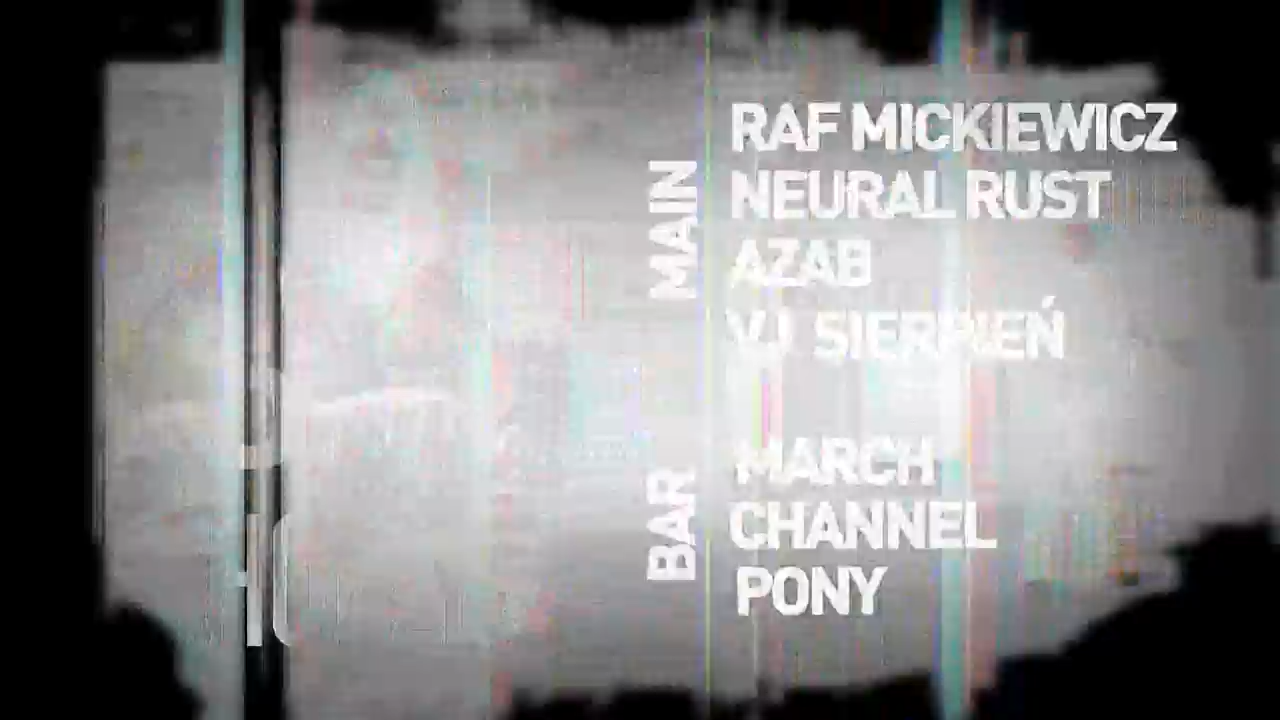 MAIN
RAF MICKIEWICZ
NEURAL RUST
AZAB
VJ SIERPIEŃ
BAR
MARCH
CHANNEL
PONY